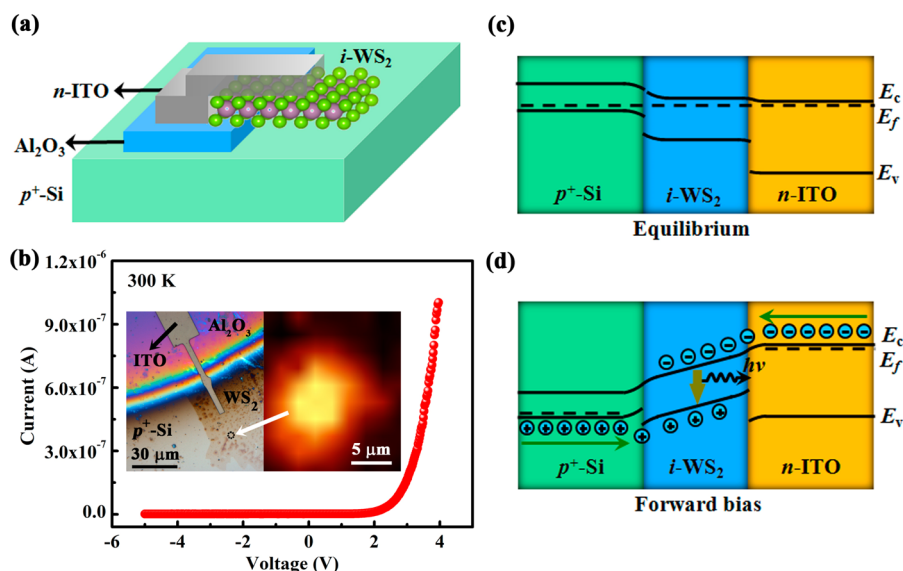 (a)
i-WS₂
n-ITO
Al₂O₃
p⁺-Si
(b)
1.2x10⁻⁶
9.0x10⁻⁷
6.0x10⁻⁷
3.0x10⁻⁷
0.0
Current (A)
300 K
Al₂O₃
ITO
WS₂
p⁺-Si
30 μm
5 μm
-6 -4 -2 0 2 4 6
Voltage (V)
(c)
Ec
Ef
Ev
p⁺-Si i-WS₂ n-ITO
Equilibrium
(d)
Ec
Ef
hν
Ev
p⁺-Si i-WS₂ n-ITO
Forward bias